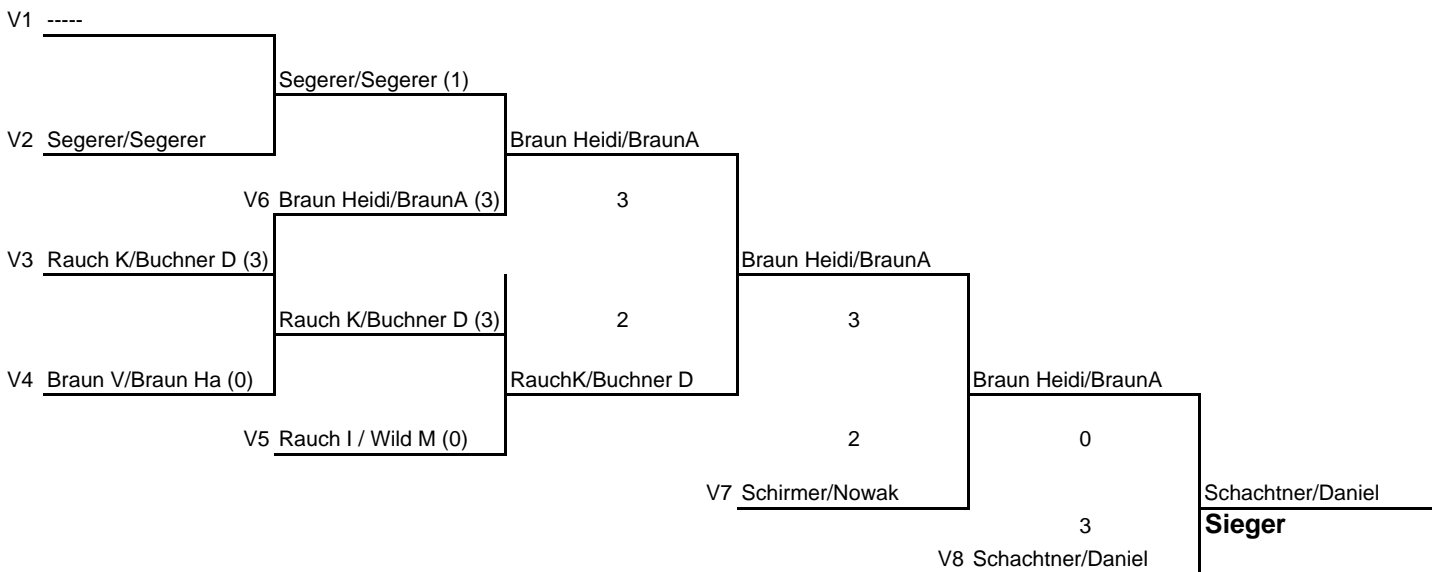 V1 -----
Segerer/Segerer (1)
V2 Segerer/Segerer
Braun Heidi/BraunA
V6 Braun Heidi/BraunA (3)
3
V3 Rauch K/Buchner D (3)
Braun Heidi/BraunA
Rauch K/Buchner D (3)
2
3
V4 Braun V/Braun Ha (0)
RauchK/Buchner D
Braun Heidi/BraunA
V5 Rauch I / Wild M (0)
2
0
V7 Schirmer/Nowak
Schachtner/Daniel
3
Sieger
V8 Schachtner/Daniel